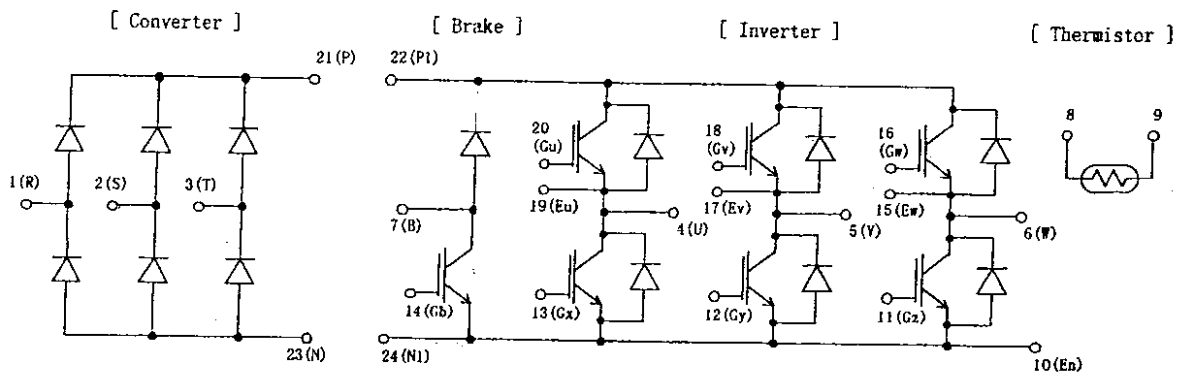 [ Converter ]
[ Brake ]
[ Inverter ]
[ Thermistor ]
21(P)
22(P1)
20
(Gu)
18
(Gv)
16
(Gw)
8
9
1(R)
2(S)
3(T)
19(Eu)
17(Ev)
15(Ew)
7(B)
4(U)
5(V)
6(W)
14(Gb)
13(Gx)
12(Gy)
11(Gz)
23(N)
24(N1)
10(En)